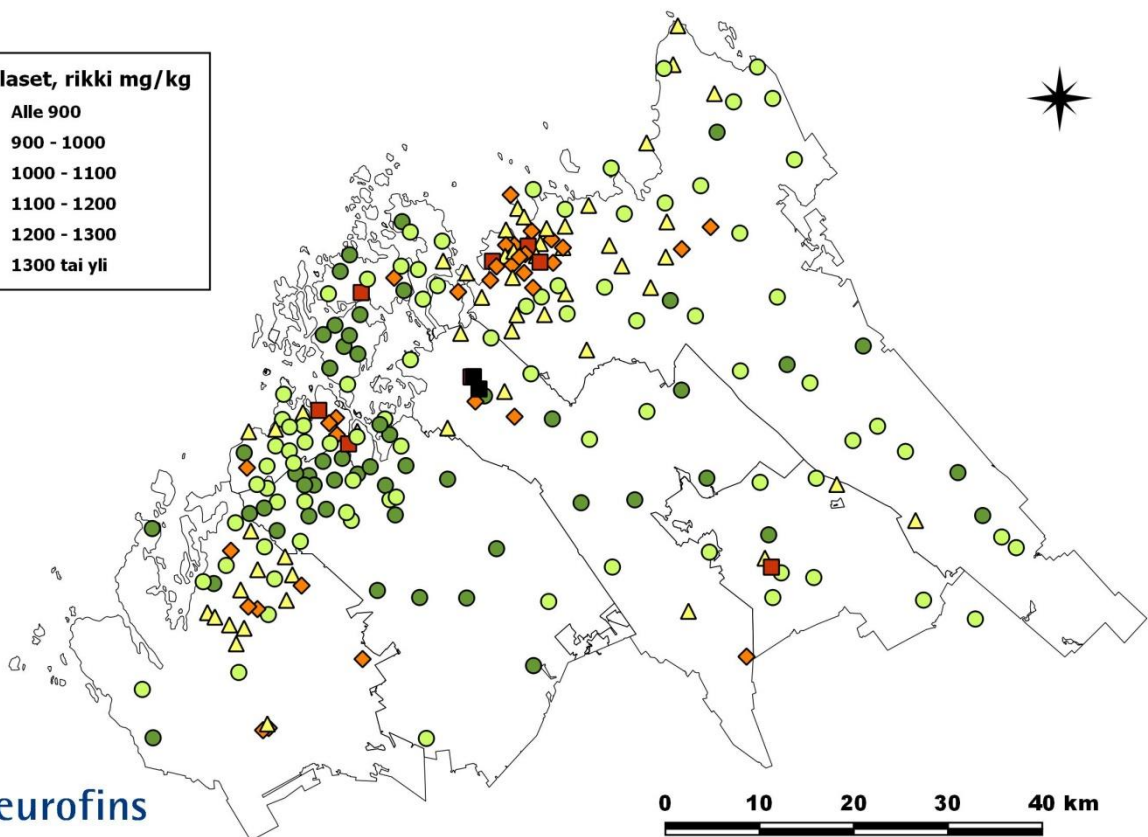 laset, rikki mg/kg
Alle 900
900 - 1000
1000 - 1100
1100 - 1200
1200 - 1300
1300 tai yli
eurofins
0 10 20 30 40 km